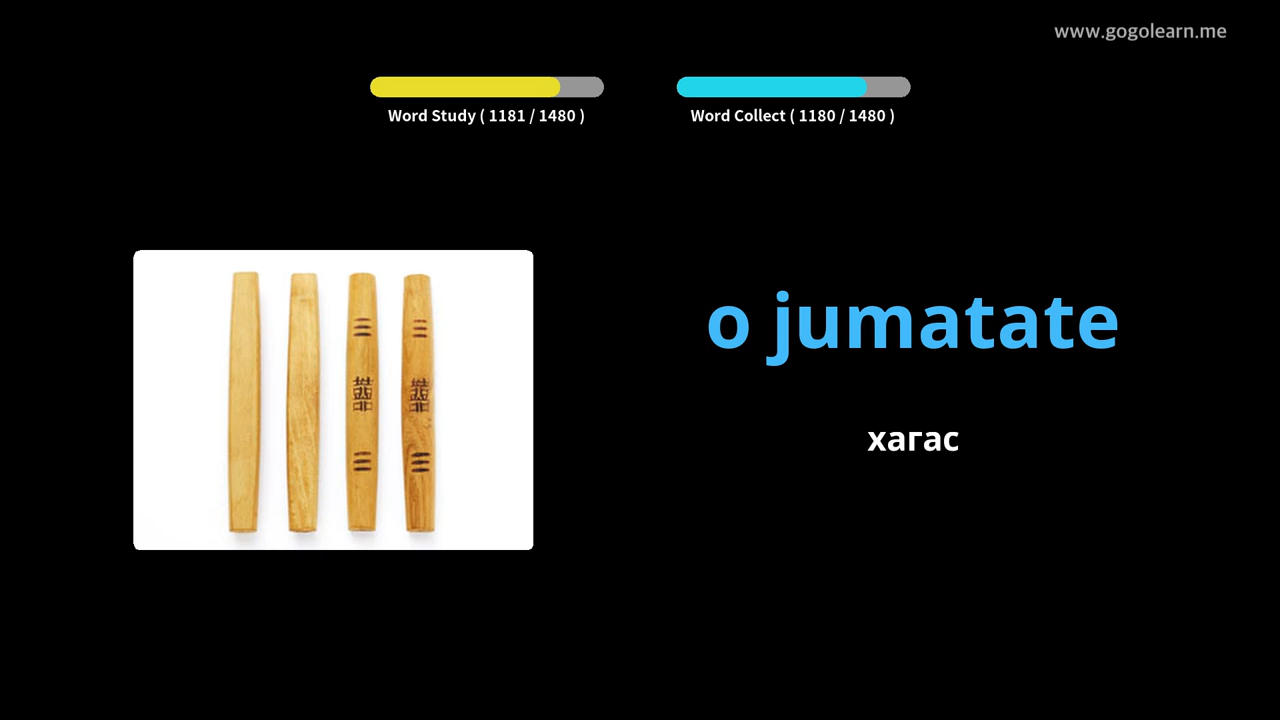 www.gogolearn.me
Word Study ( 1181 / 1480 )
Word Collect ( 1180 / 1480 )
o jumatate
хагас